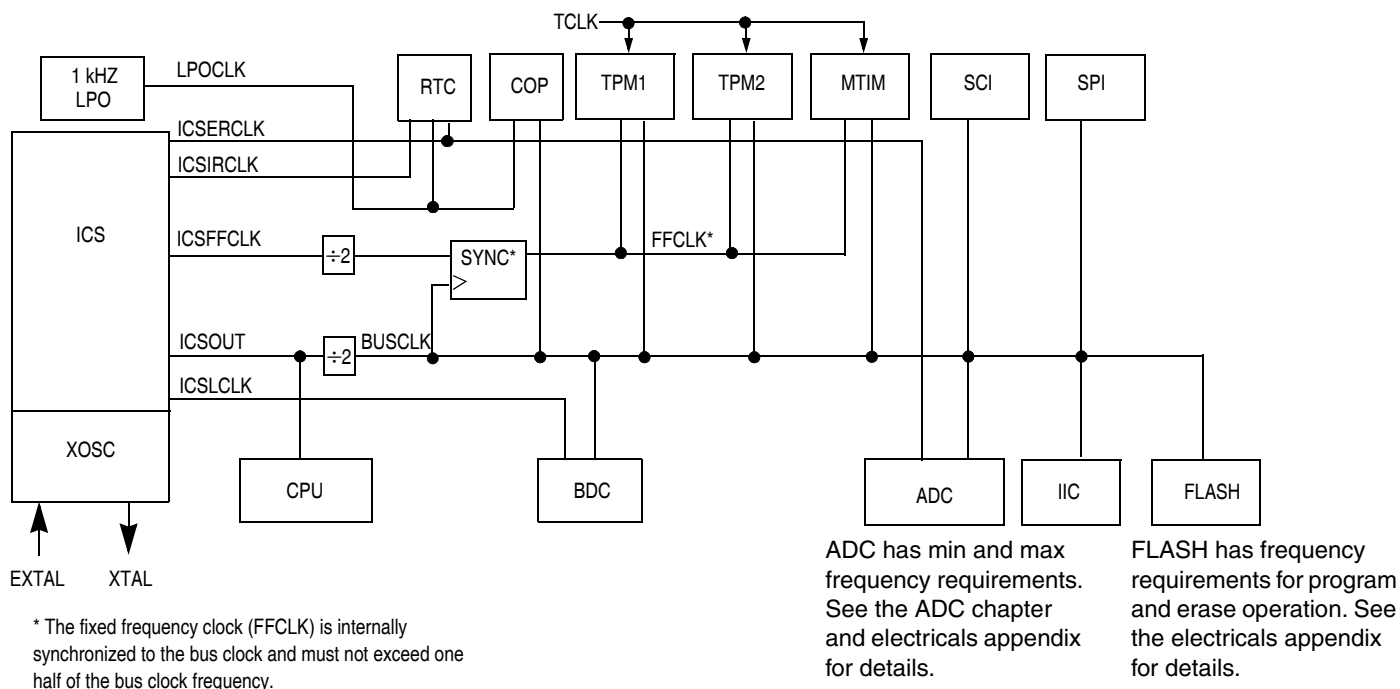 TCLK
1 kHZ
LPO
LPOCLK
RTC
COP
TPM1
TPM2
MTIM
SCI
SPI
ICSERCLK
ICSIRCLK
ICS
ICSFFCLK
÷2
SYNC*
FFCLK*
ICSOUT
÷2
BUSCLK
ICSLCLK
XOSC
CPU
BDC
ADC
IIC
FLASH
EXTAL
XTAL
ADC has min and max
frequency requirements.
See the ADC chapter
and electricals appendix
for details.
FLASH has frequency
requirements for program
and erase operation. See
the electricals appendix
for details.
* The fixed frequency clock (FFCLK) is internally
synchronized to the bus clock and must not exceed one
half of the bus clock frequency.